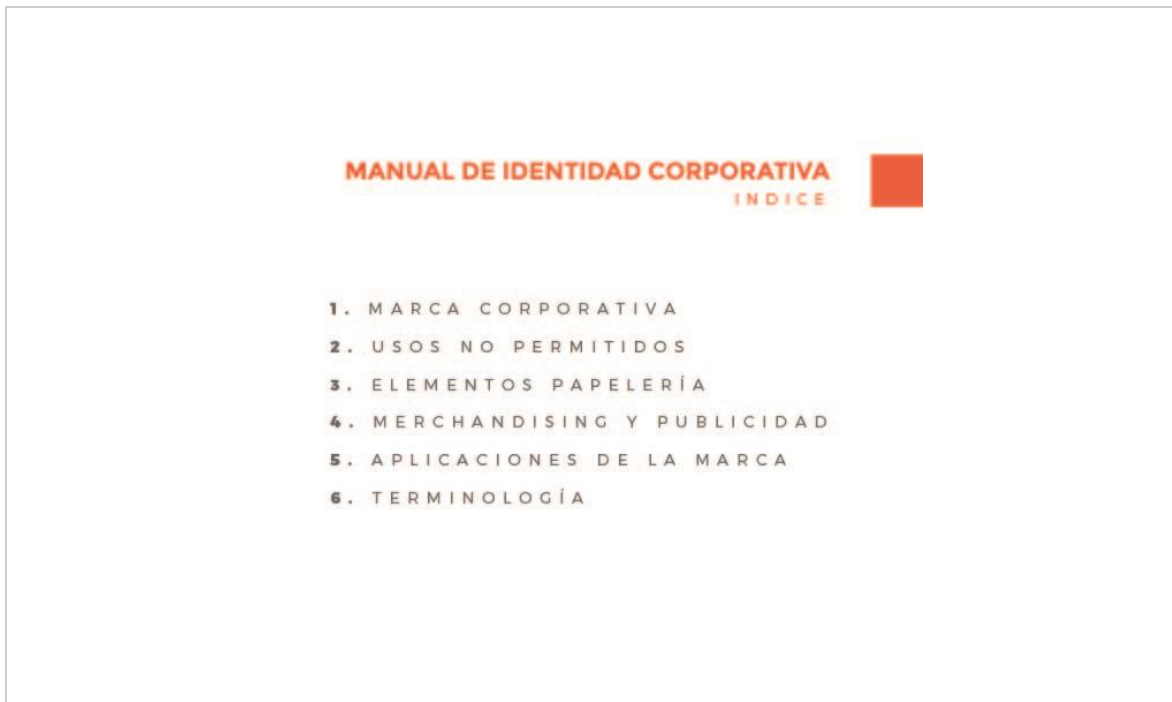 MANUAL DE IDENTIDAD CORPORATIVA
INDICE
1. MARCA CORPORATIVA
2. USOS NO PERMITIDOS
3. ELEMENTOS PAPELERÍA
4. MERCHANDISING Y PUBLICIDAD
5. APLICACIONES DE LA MARCA
6. TERMINOLOGÍA